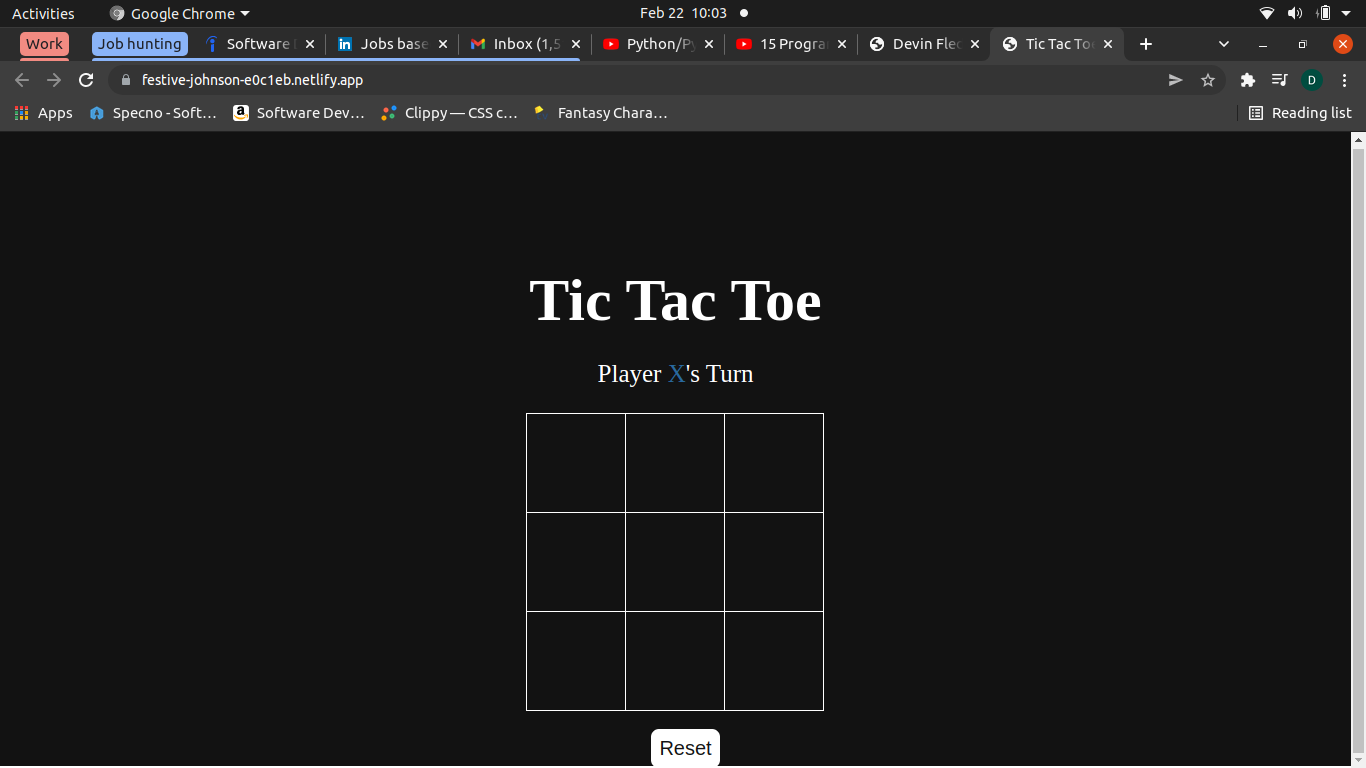 Activities Google Chrome Feb 22 10:03
Work Job hunting Software Jobs base Inbox (1,5 Python/Py 15 Progra Devin Flec Tic Tac Toe
festive-johnson-e0c1eb.netlify.app D
Apps Specno - Soft... Software Dev... Clippy — CSS c... Fantasy Chara... Reading list
Tic Tac Toe
Player X's Turn
Reset